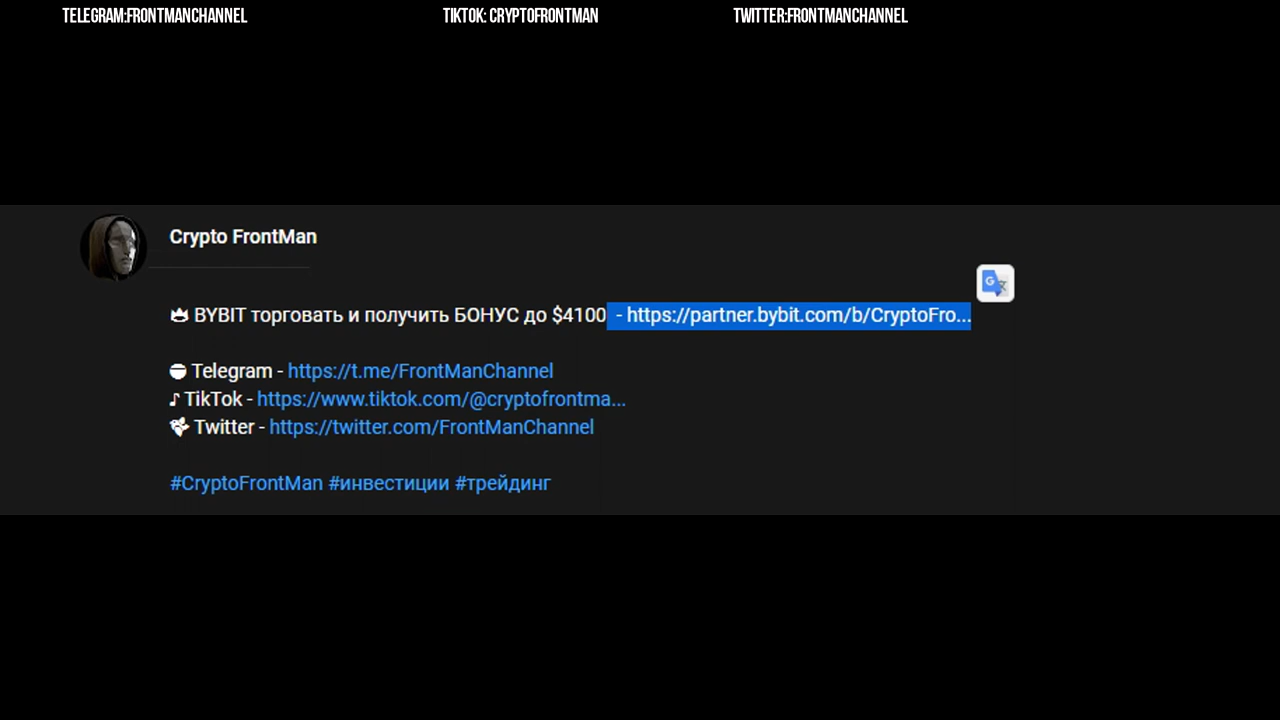 TELEGRAM:FRONTMANCHANNEL TIKTOK: CRYPTOFRONTMAN TWITTER:FRONTMANCHANNEL
Crypto FrontMan
BYBIT торговать и получить БОНУС до $4100 - https://partner.bybit.com/b/CryptoFro...
Telegram - https://t.me/FrontManChannel
TikTok - https://www.tiktok.com/@cryptofrontma...
Twitter - https://twitter.com/FrontManChannel
#CryptoFrontMan #инвестиции #трейдинг